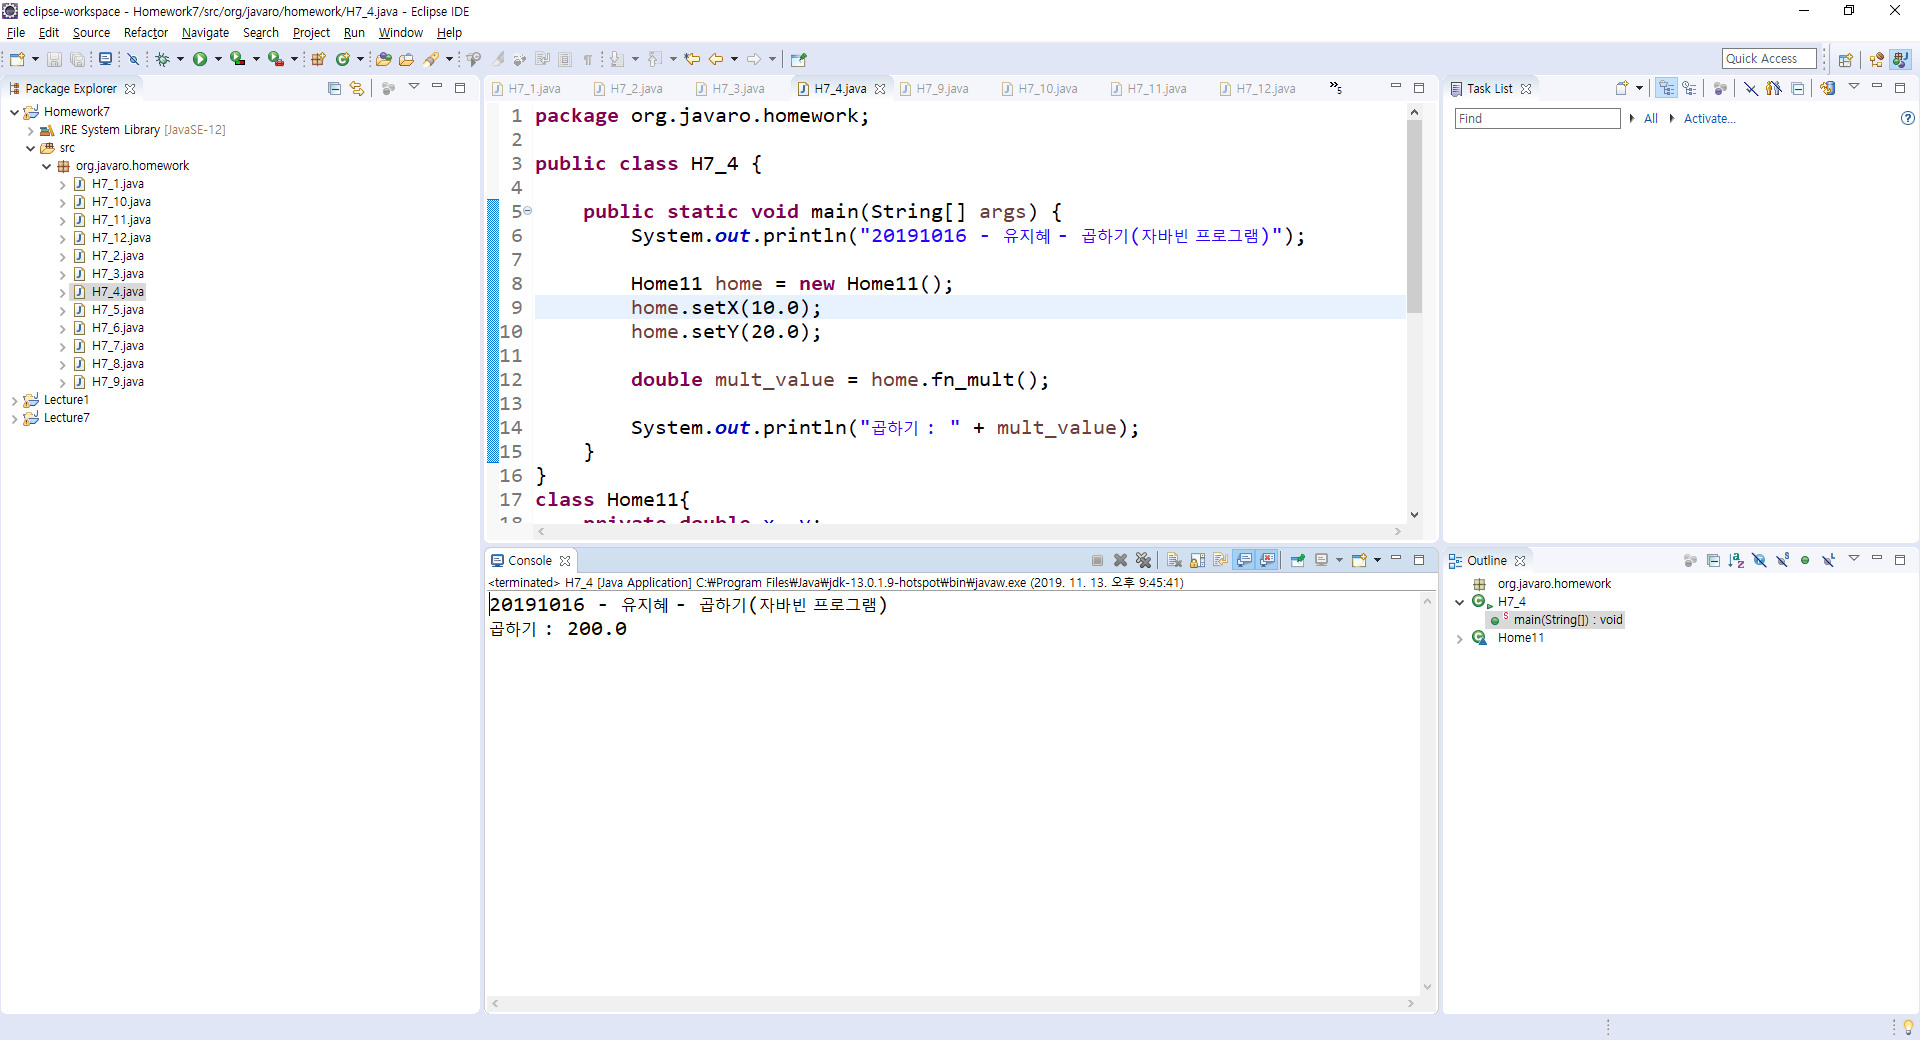 eclipse-workspace - Homework7/src/org/javaro/homework/H7_4.java - Eclipse IDE
File Edit Source Refactor Navigate Search Project Run Window Help
Quick Access
Package Explorer
Homework7
JRE System Library [JavaSE-12]
src
org.javaro.homework
H7_1.java
H7_10.java
H7_11.java
H7_12.java
H7_2.java
H7_3.java
H7_4.java
H7_5.java
H7_6.java
H7_7.java
H7_8.java
H7_9.java
Lecture1
Lecture7
H7_1.java H7_2.java H7_3.java H7_4.java H7_9.java H7_10.java H7_11.java H7_12.java »5
1 package org.javaro.homework;
2
3 public class H7_4 {
4
5 public static void main(String[] args) {
6 System.out.println("20191016 - 유지혜 - 곱하기(자바빈 프로그램)");
7
8 Home11 home = new Home11();
9 home.setX(10.0);
10 home.setY(20.0);
11
12 double mult_value = home.fn_mult();
13
14 System.out.println("곱하기 : " + mult_value);
15 }
16 }
17 class Home11{
18 private double x, y;
Console
<terminated> H7_4 [Java Application] C:₩Program Files₩Java₩jdk-13.0.1.9-hotspot₩bin₩javaw.exe (2019. 11. 13. 오후 9:45:41)
20191016 - 유지혜 - 곱하기(자바빈 프로그램)
곱하기 : 200.0
Task List
Find All Activate...
Outline
org.javaro.homework
H7_4
main(String[]) : void
Home11